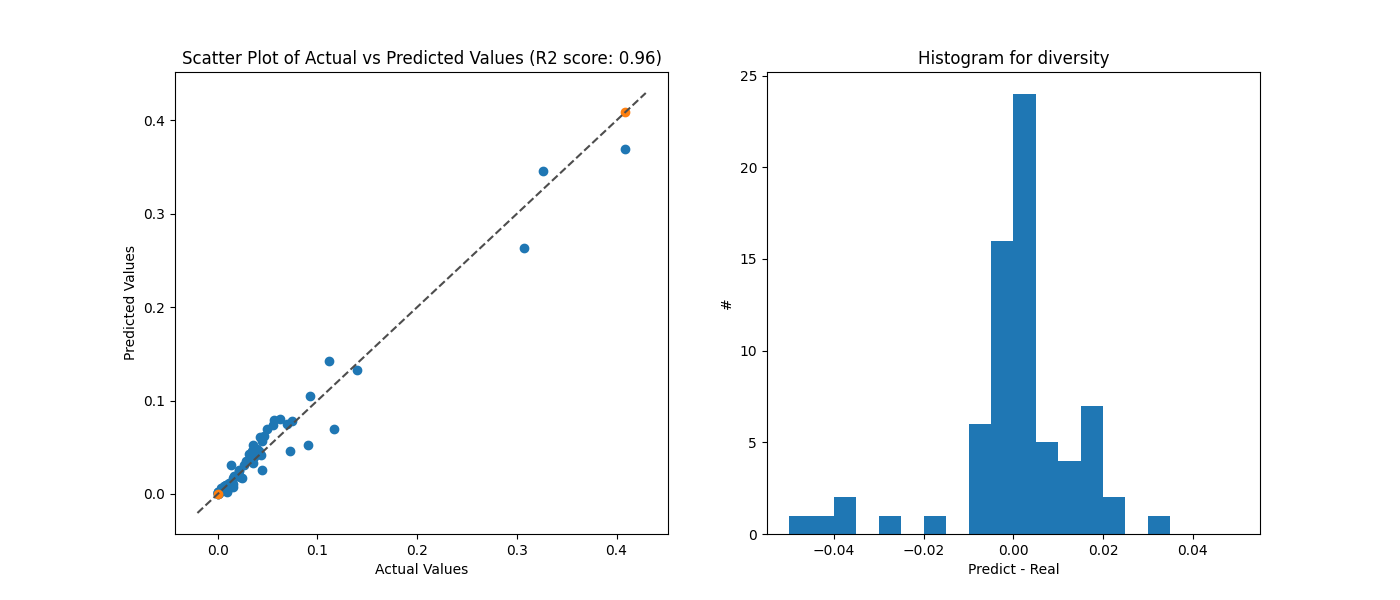 Scatter Plot of Actual vs Predicted Values (R2 score: 0.96)
Predicted Values
0.4
0.3
0.2
0.1
0.0
0.0 0.1 0.2 0.3 0.4
Actual Values
Histogram for diversity
#
25
20
15
10
5
0
−0.04 −0.02 0.00 0.02 0.04
Predict - Real